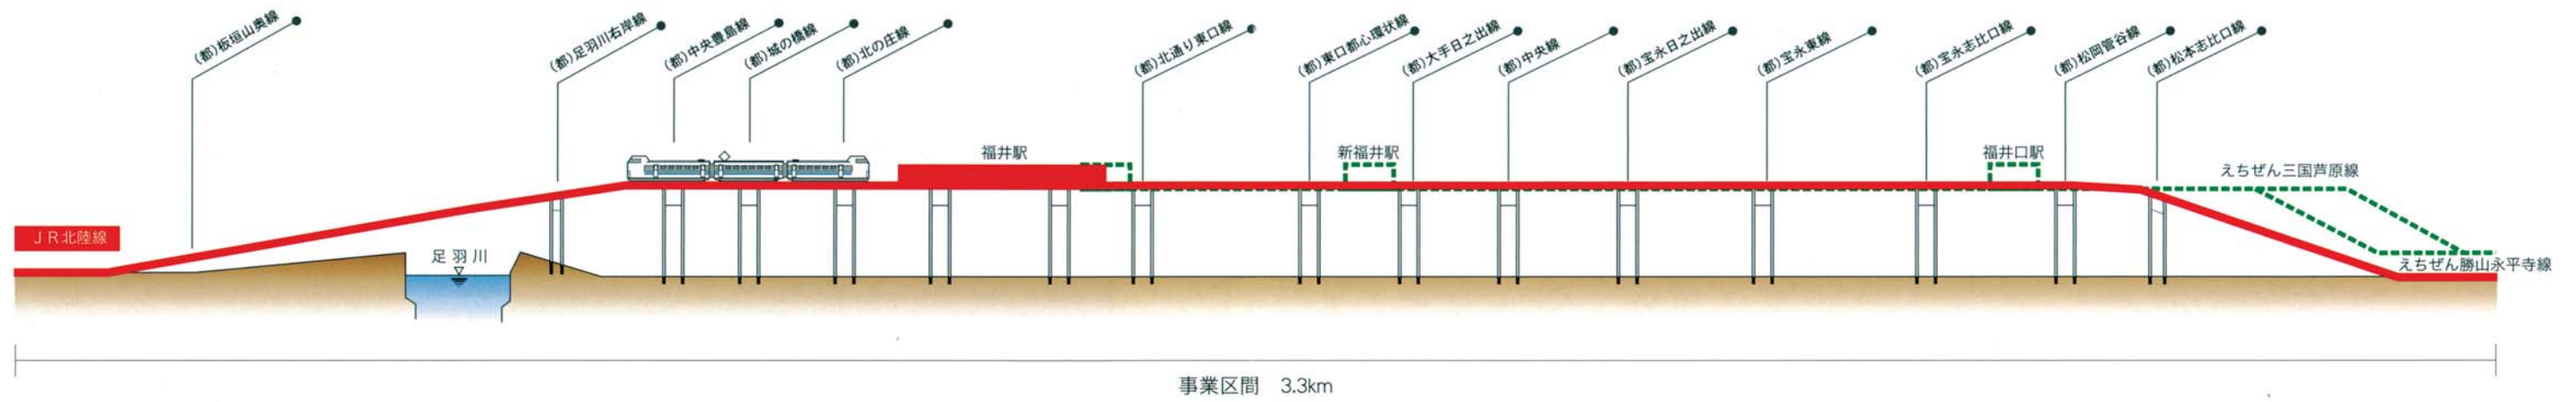 (都)板垣山奥線
(都)足羽川右岸線
(都)中央豊島線
(都)城の橋線
(都)北の庄線
(都)北通り東口線
(都)東口都心環状線
(都)大手日之出線
(都)中央線
(都)宝永日之出線
(都)宝永東線
(都)宝永志比口線
(都)松岡管谷線
(都)松本志比口線
福井駅
新福井駅
福井口駅
えちぜん三国芦原線
JR北陸線
足羽川
えちぜん勝山永平寺線
事業区間 3.3km